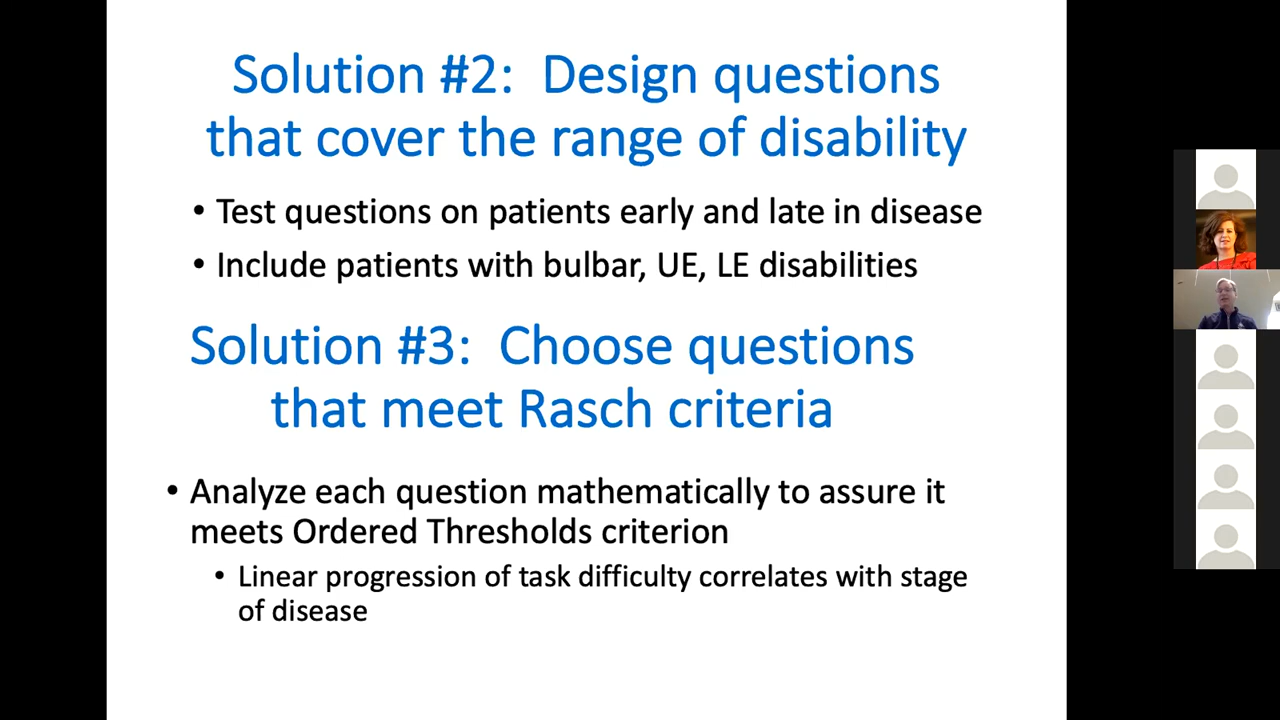 Solution #2: Design questions
that cover the range of disability
• Test questions on patients early and late in disease
• Include patients with bulbar, UE, LE disabilities
Solution #3: Choose questions
that meet Rasch criteria
• Analyze each question mathematically to assure it
meets Ordered Thresholds criterion
• Linear progression of task difficulty correlates with stage
of disease